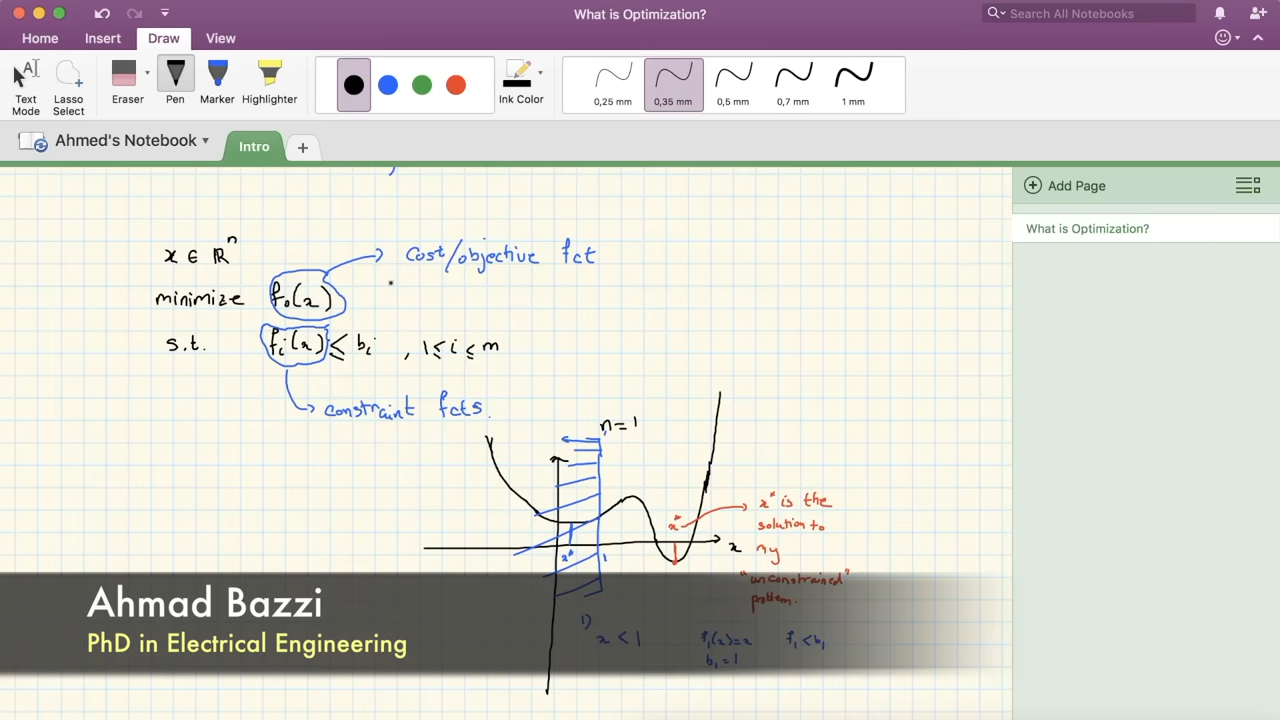 What is Optimization?
Search All Notebooks
Home Insert Draw View
Text Mode
Lasso Select
Eraser
Pen
Marker
Highlighter
Ink Color
0,25 mm
0,35 mm
0,5 mm
0,7 mm
1 mm
Ahmed's Notebook
Intro
Add Page
What is Optimization?
x ∈ ℝⁿ
cost/objective fct
minimize f₀(x)
s.t. fᵢ(x) ≤ bᵢ , 1 ≤ i ≤ m
constraint fcts.
n=1
x* is the
solution to
my
"unconstrained"
problem.
x*
x
x*
1
1)
x < 1
f₁(x)=x f₁<b₁
b₁=1
Ahmad Bazzi
PhD in Electrical Engineering